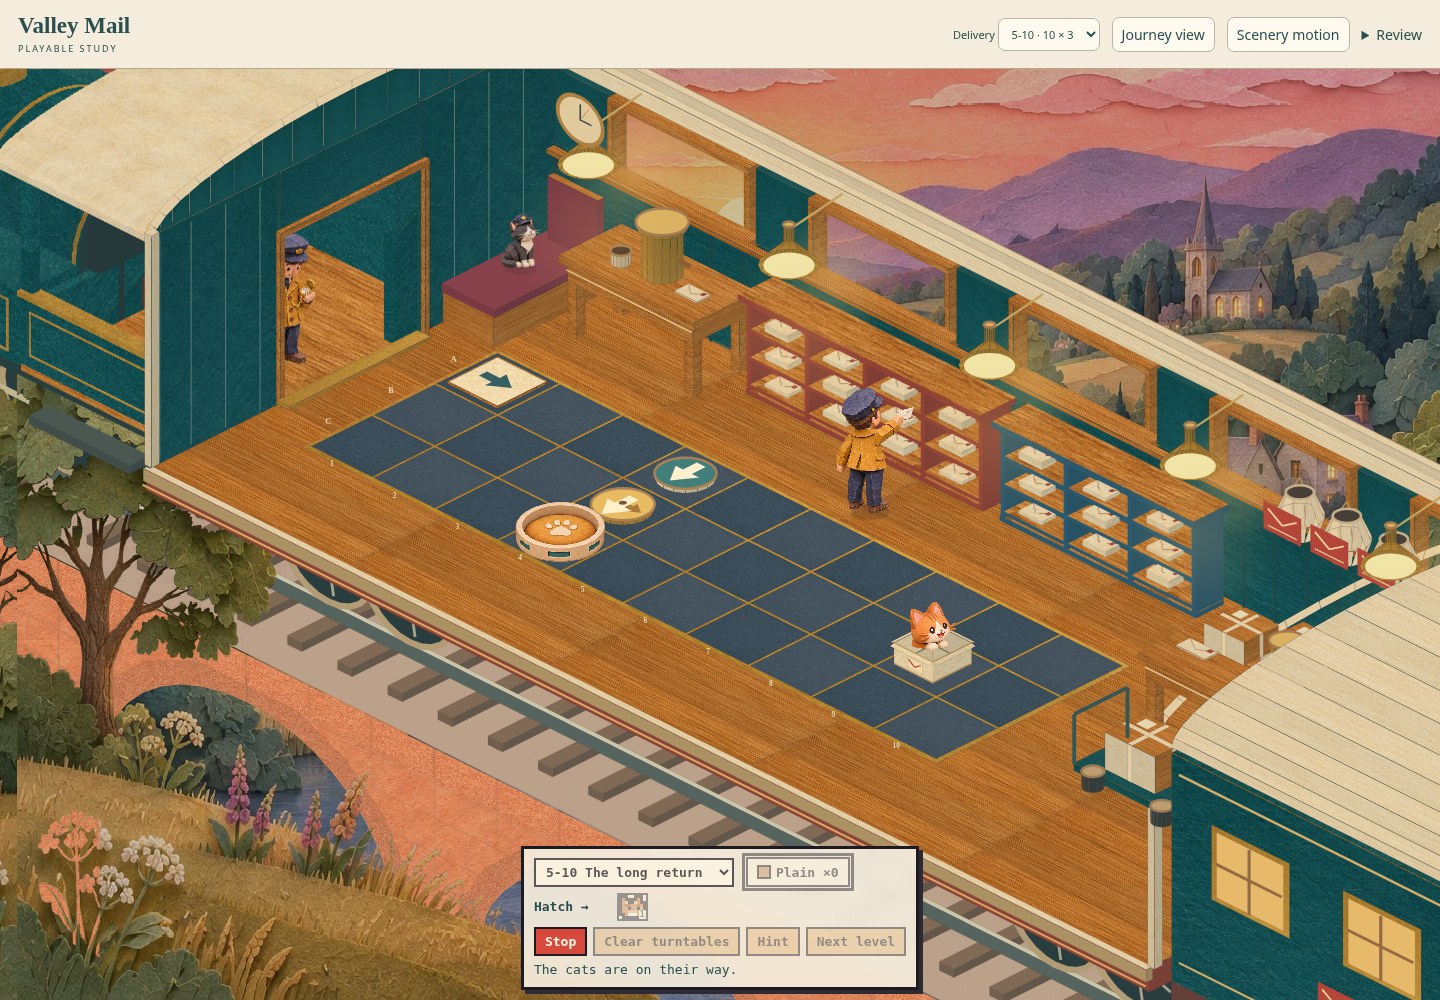 Valley Mail
PLAYABLE STUDY
Delivery 5-10 · 10 × 3 Journey view Scenery motion ▶ Review
A
B
C
1
2
3
4
5
6
7
8
9
10
5-10 The long return Plain ×0
Hatch →
Stop Clear turntables Hint Next level
The cats are on their way.